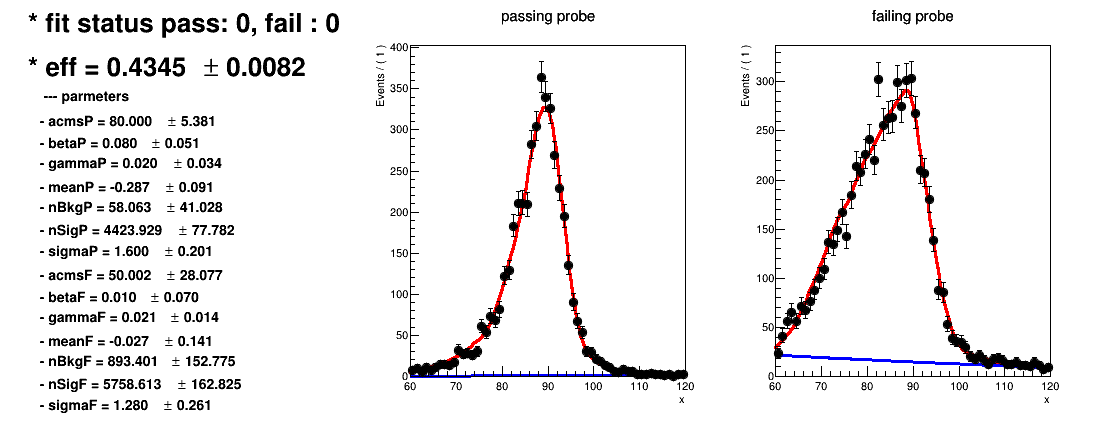 * fit status pass: 0, fail : 0
* eff = 0.4345 ± 0.0082
--- parmeters
- acmsP = 80.000 ± 5.381
- betaP = 0.080 ± 0.051
- gammaP = 0.020 ± 0.034
- meanP = -0.287 ± 0.091
- nBkgP = 58.063 ± 41.028
- nSigP = 4423.929 ± 77.782
- sigmaP = 1.600 ± 0.201
- acmsF = 50.002 ± 28.077
- betaF = 0.010 ± 0.070
- gammaF = 0.021 ± 0.014
- meanF = -0.027 ± 0.141
- nBkgF = 893.401 ± 152.775
- nSigF = 5758.613 ± 162.825
- sigmaF = 1.280 ± 0.261
passing probe
Events / ( 1 )
400
350
300
250
200
150
100
50
0
60 70 80 90 100 110 120
x
failing probe
Events / ( 1 )
300
250
200
150
100
50
0
60 70 80 90 100 110 120
x